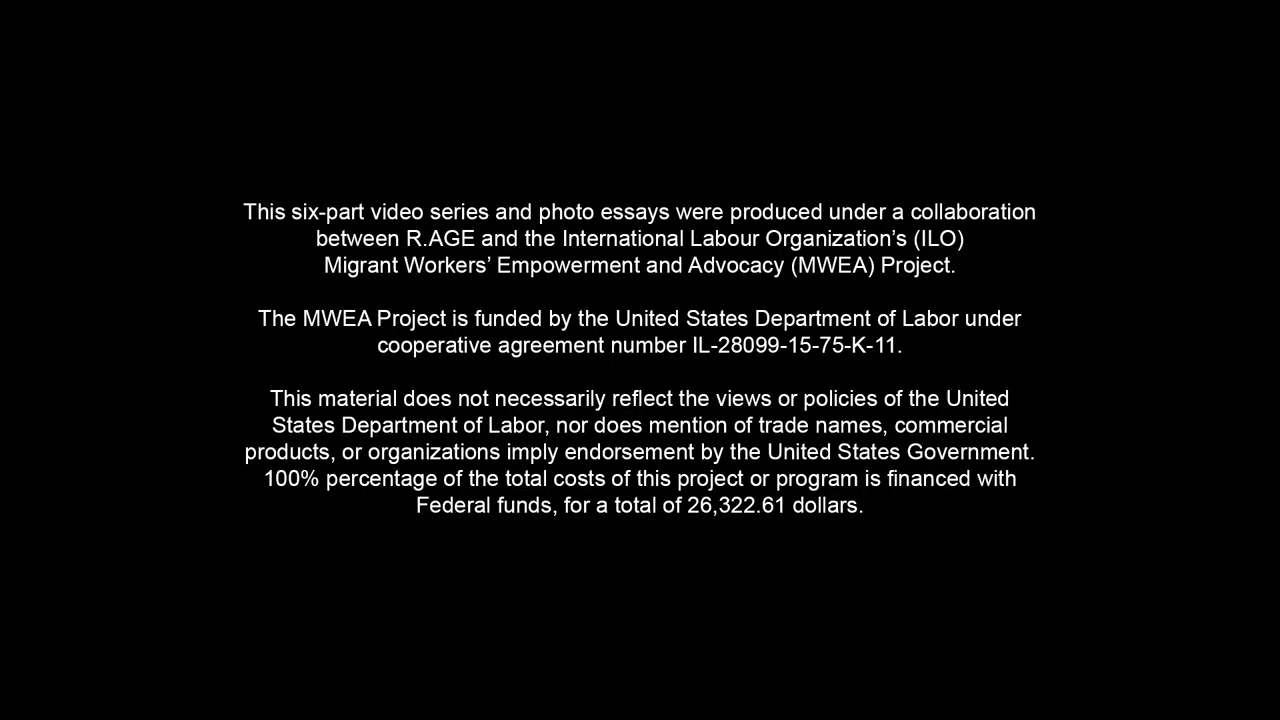 This six-part video series and photo essays were produced under a collaboration
between R.AGE and the International Labour Organization’s (ILO)
Migrant Workers’ Empowerment and Advocacy (MWEA) Project.
The MWEA Project is funded by the United States Department of Labor under
cooperative agreement number IL-28099-15-75-K-11.
This material does not necessarily reflect the views or policies of the United
States Department of Labor, nor does mention of trade names, commercial
products, or organizations imply endorsement by the United States Government.
100% percentage of the total costs of this project or program is financed with
Federal funds, for a total of 26,322.61 dollars.